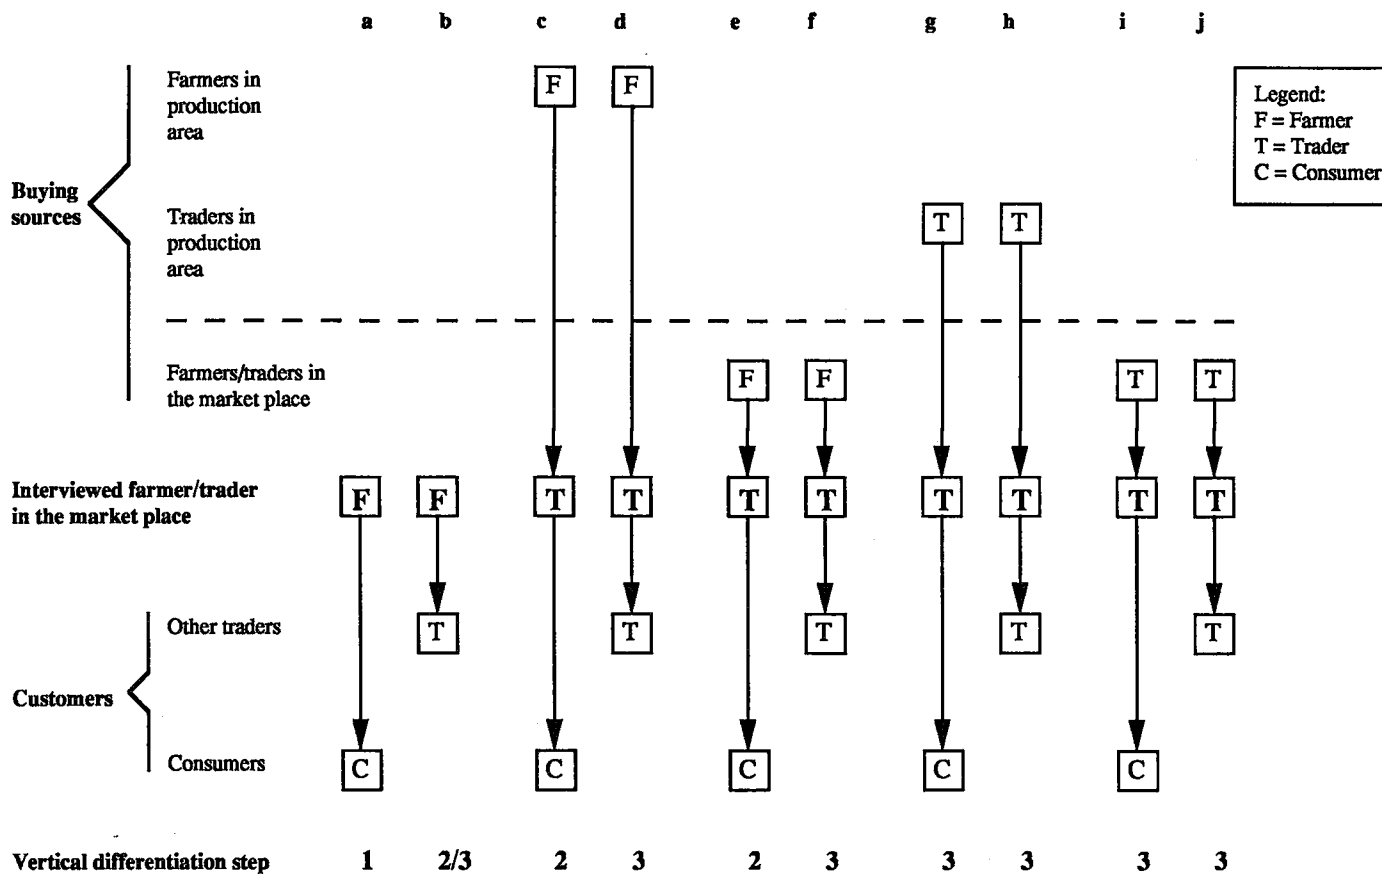 a b c d e f g h i j
Farmers in
production
area
F F
Legend:
F = Farmer
T = Trader
C = Consumer
Buying
sources
Traders in
production
area
T T
Farmers/traders in
the market place
F F T T
Interviewed farmer/trader
in the market place
F F T T T T T T T T
Other traders
T T T T T
Customers
Consumers
C C C C C
Vertical differentiation step 1 2/3 2 3 2 3 3 3 3 3